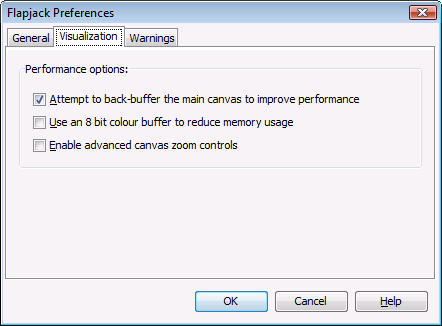 Flapjack Preferences
General Visualization Warnings
Performance options:
Attempt to back-buffer the main canvas to improve performance
Use an 8 bit colour buffer to reduce memory usage
Enable advanced canvas zoom controls
OK Cancel Help